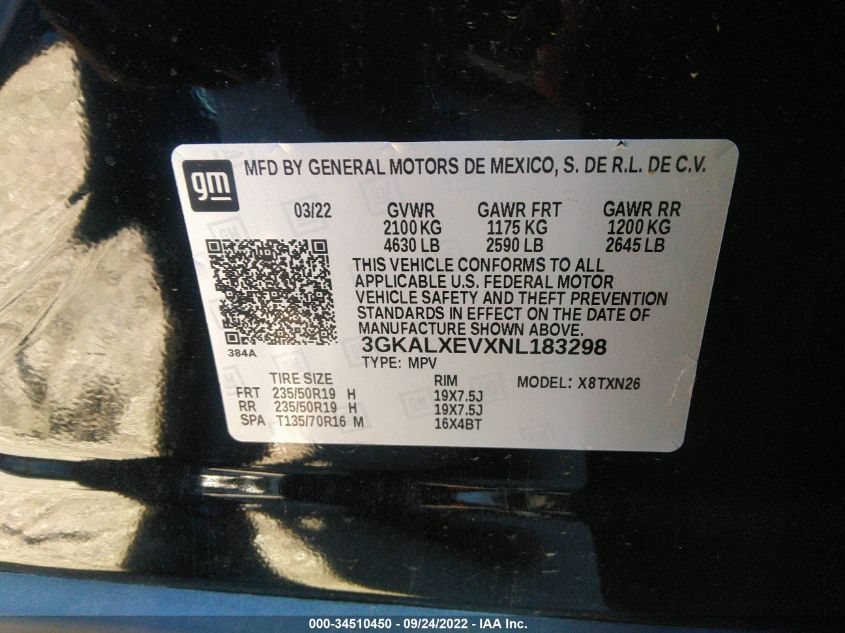 gm
MFD BY GENERAL MOTORS DE MEXICO, S. DE R.L. DE C.V.
03/22 GVWR GAWR FRT GAWR RR
2100 KG 1175 KG 1200 KG
4630 LB 2590 LB 2645 LB
THIS VEHICLE CONFORMS TO ALL
APPLICABLE U.S. FEDERAL MOTOR
VEHICLE SAFETY AND THEFT PREVENTION
STANDARDS IN EFFECT ON THE DATE OF
MANUFACTURE SHOWN ABOVE.
384A
3GKALXEVXNL183298
TYPE: MPV
TIRE SIZE RIM MODEL: X8TXN26
FRT 235/50R19 H 19X7.5J
RR 235/50R19 H 19X7.5J
SPA T135/70R16 M 16X4BT
000-34510450 - 09/24/2022 - IAA Inc.